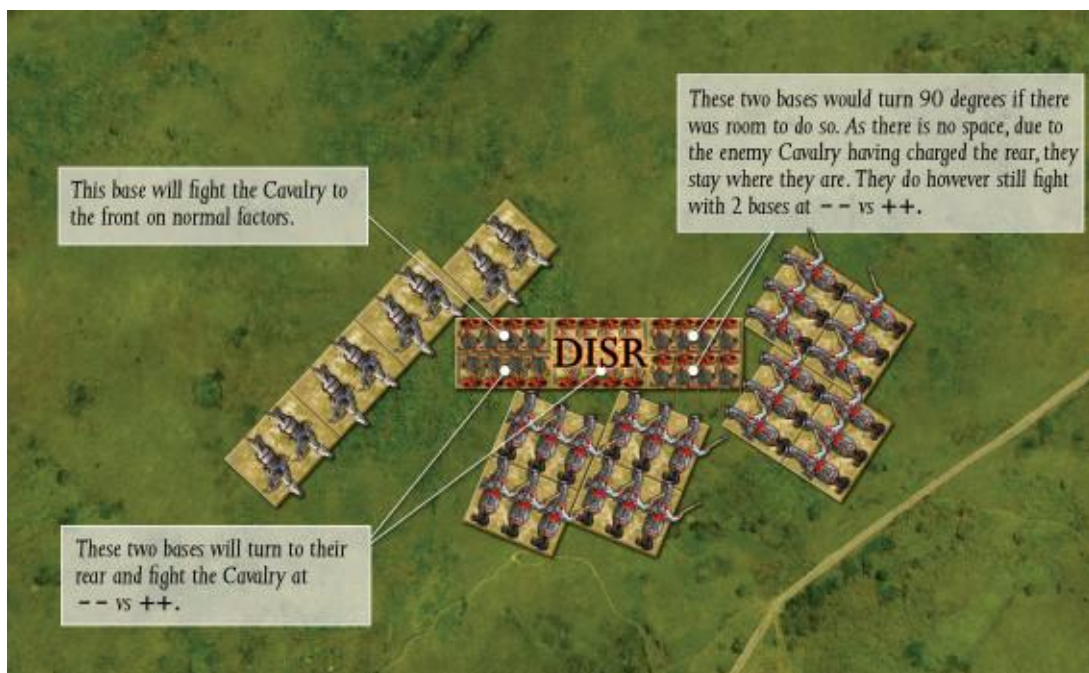 These two bases would turn 90 degrees if there
was room to do so. As there is no space, due to
the enemy Cavalry having charged the rear, they
stay where they are. They do however still fight
with 2 bases at – – vs ++.
This base will fight the Cavalry to
the front on normal factors.
DISR
These two bases will turn to their
rear and fight the Cavalry at
– – vs ++.